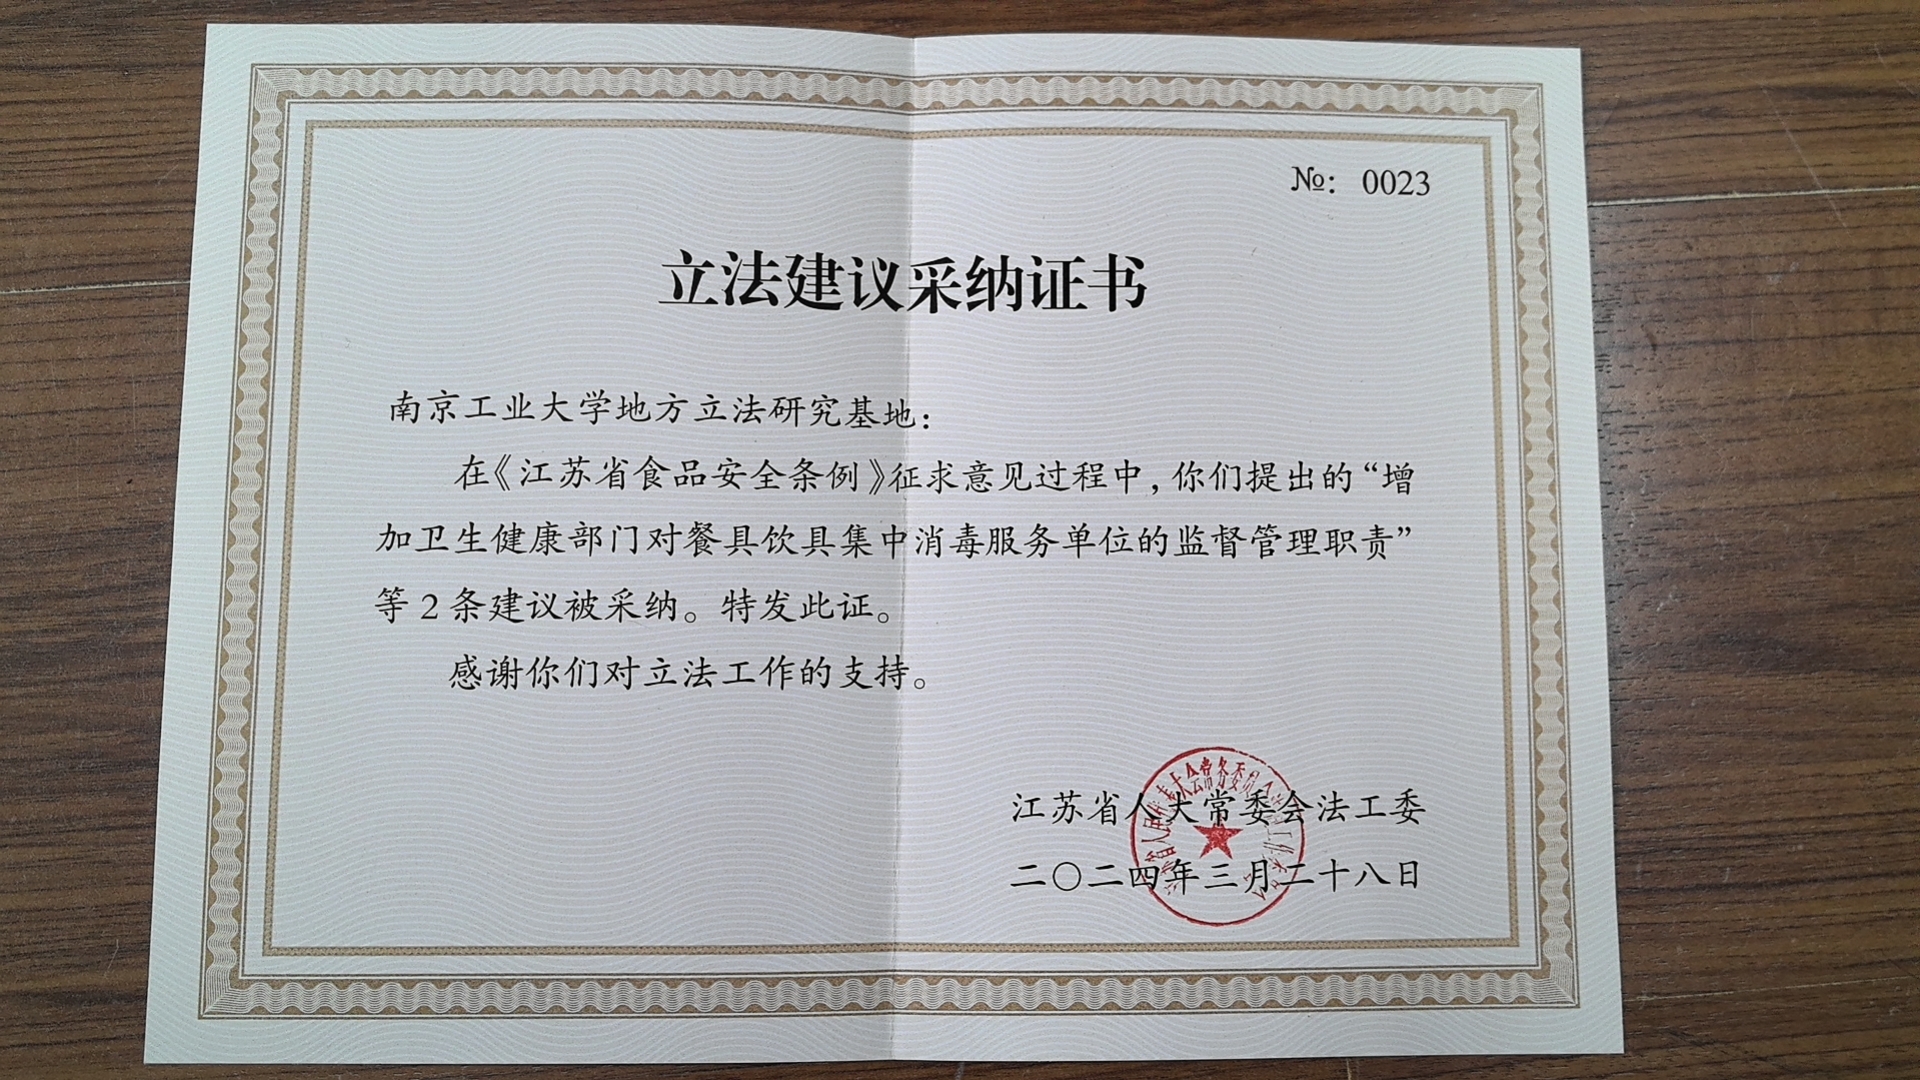 №: 0023
立法建议采纳证书
南京工业大学地方立法研究基地：
在《江苏省食品安全条例》征求意见过程中，你们提出的“增
加卫生健康部门对餐具饮具集中消毒服务单位的监督管理职责”
等2条建议被采纳。特发此证。
感谢你们对立法工作的支持。
江苏省人大常委会法工委
二〇二四年三月二十八日